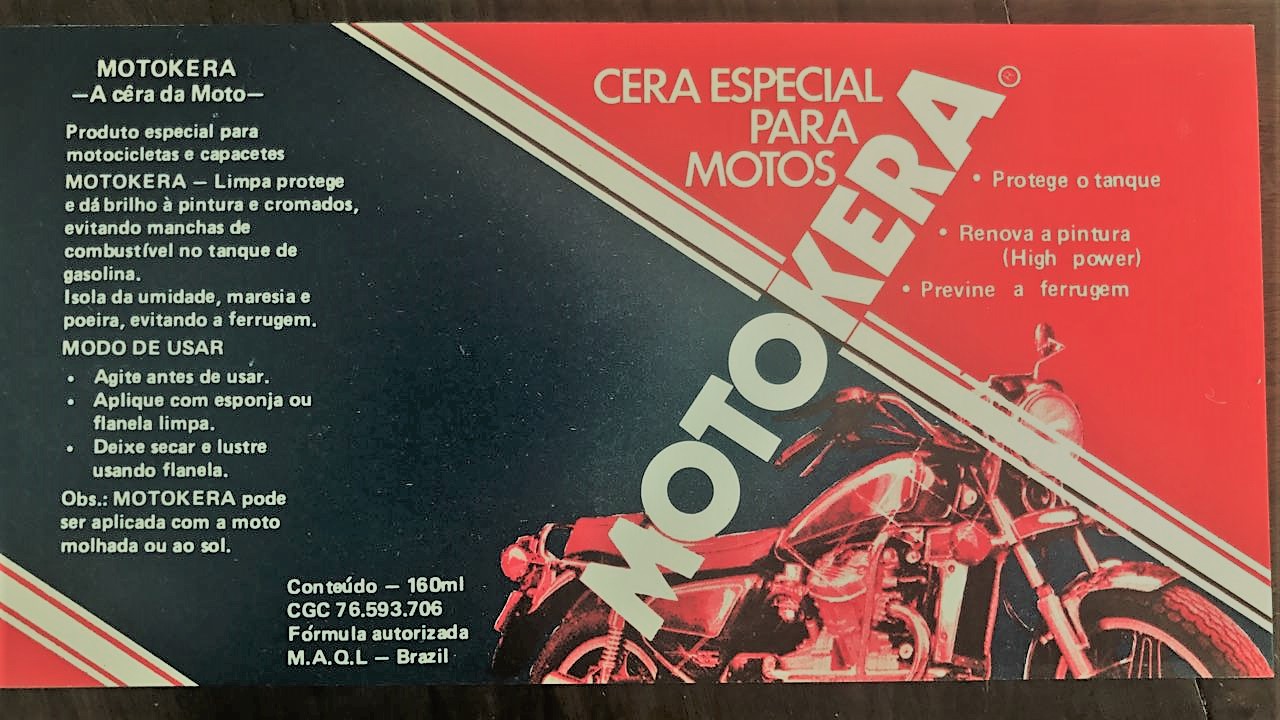 MOTOKERA
—A cêra da Moto—
Produto especial para
motocicletas e capacetes
MOTOKERA — Limpa protege
e dá brilho à pintura e cromados,
evitando manchas de
combustível no tanque de
gasolina.
Isola da umidade, maresia e
poeira, evitando a ferrugem.
MODO DE USAR
• Agite antes de usar.
• Aplique com esponja ou
flanela limpa.
• Deixe secar e lustre
usando flanela.
Obs.: MOTOKERA pode
ser aplicada com a moto
molhada ou ao sol.
Conteúdo — 160ml
CGC 76.593.706
Fórmula autorizada
M.A.Q.L — Brazil
CERA ESPECIAL
PARA
MOTOS
MOTOKERA®
• Protege o tanque
• Renova a pintura
(High power)
• Previne a ferrugem